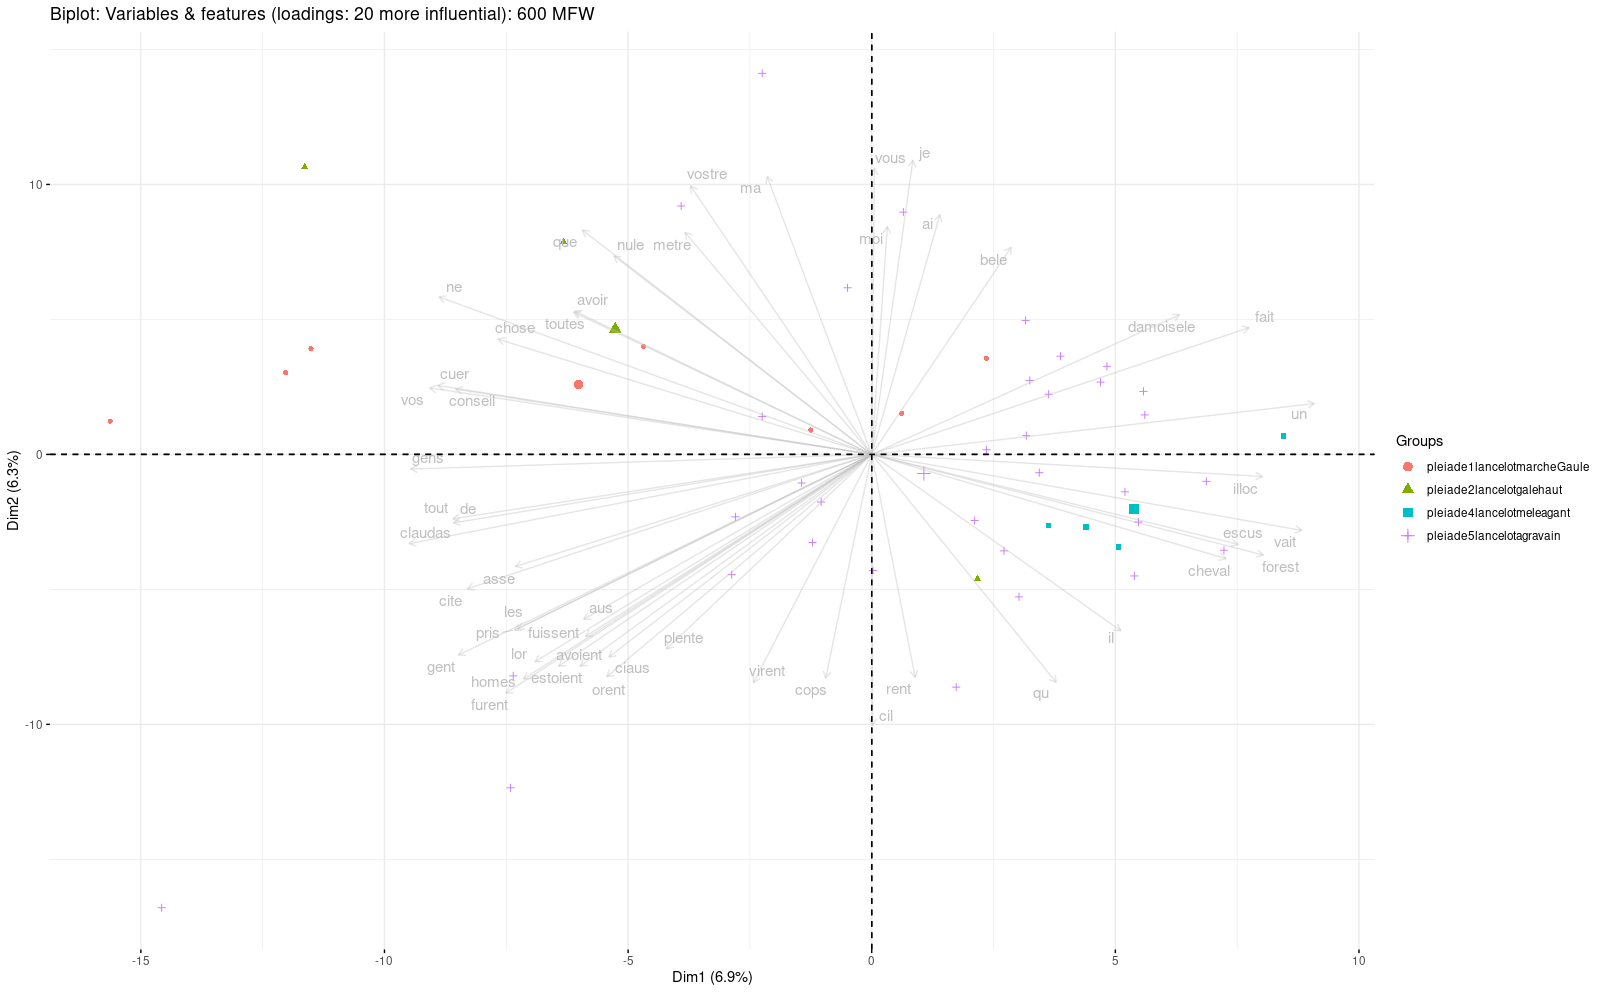 Biplot: Variables & features (loadings: 20 more influential): 600 MFW
vous je
vostre
ma
ai
moi
que nule metre
bele
ne
avoir
toutes
chose
damoisele
fait
cuer
vos conseil
un
gens
illoc
tout de
claudas
escus
vait
cheval
forest
asse
cite
les
aus
pris fuissent
plente
il
lor avoient
gent
ciaus
homes estoient
virent
orent
cops
rent
qu
furent
cil
10
0
-10
-15
-10
-5
0
5
10
Dim1 (6.9%)
Dim2 (6.3%)
Groups
pleiade1lancelotmarcheGaule
pleiade2lancelotgalehaut
pleiade4lancelotmeleagant
pleiade5lancelotagravain